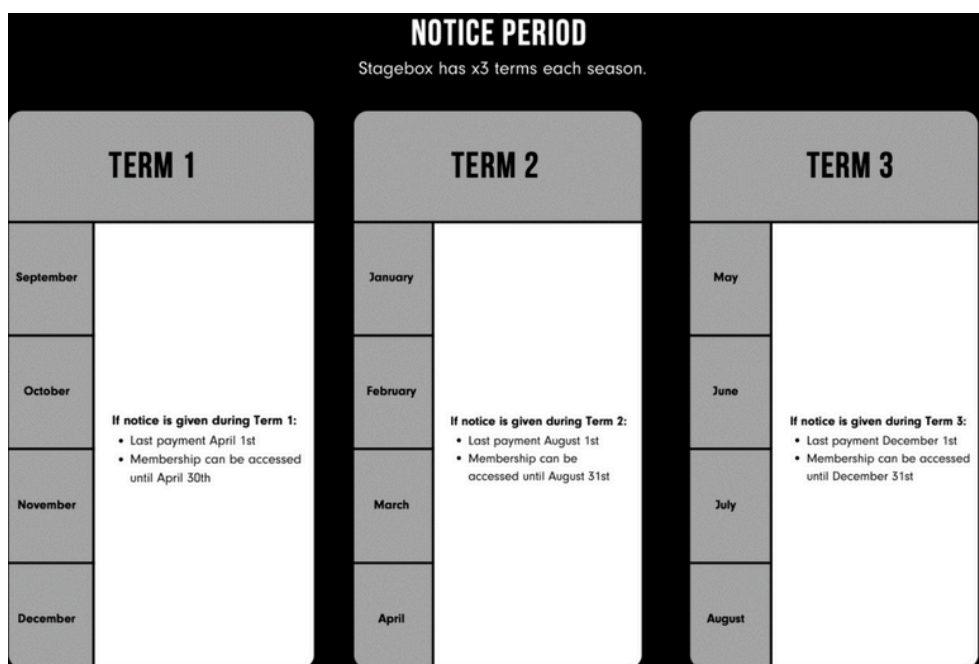 NOTICE PERIOD
Stagebox has x3 terms each season.
TERM 1
September
October
November
December
If notice is given during Term 1:
• Last payment April 1st
• Membership can be accessed
until April 30th
TERM 2
January
February
March
April
If notice is given during Term 2:
• Last payment August 1st
• Membership can be
accessed until August 31st
TERM 3
May
June
July
August
If notice is given during Term 3:
• Last payment December 1st
• Membership can be accessed
until December 31st